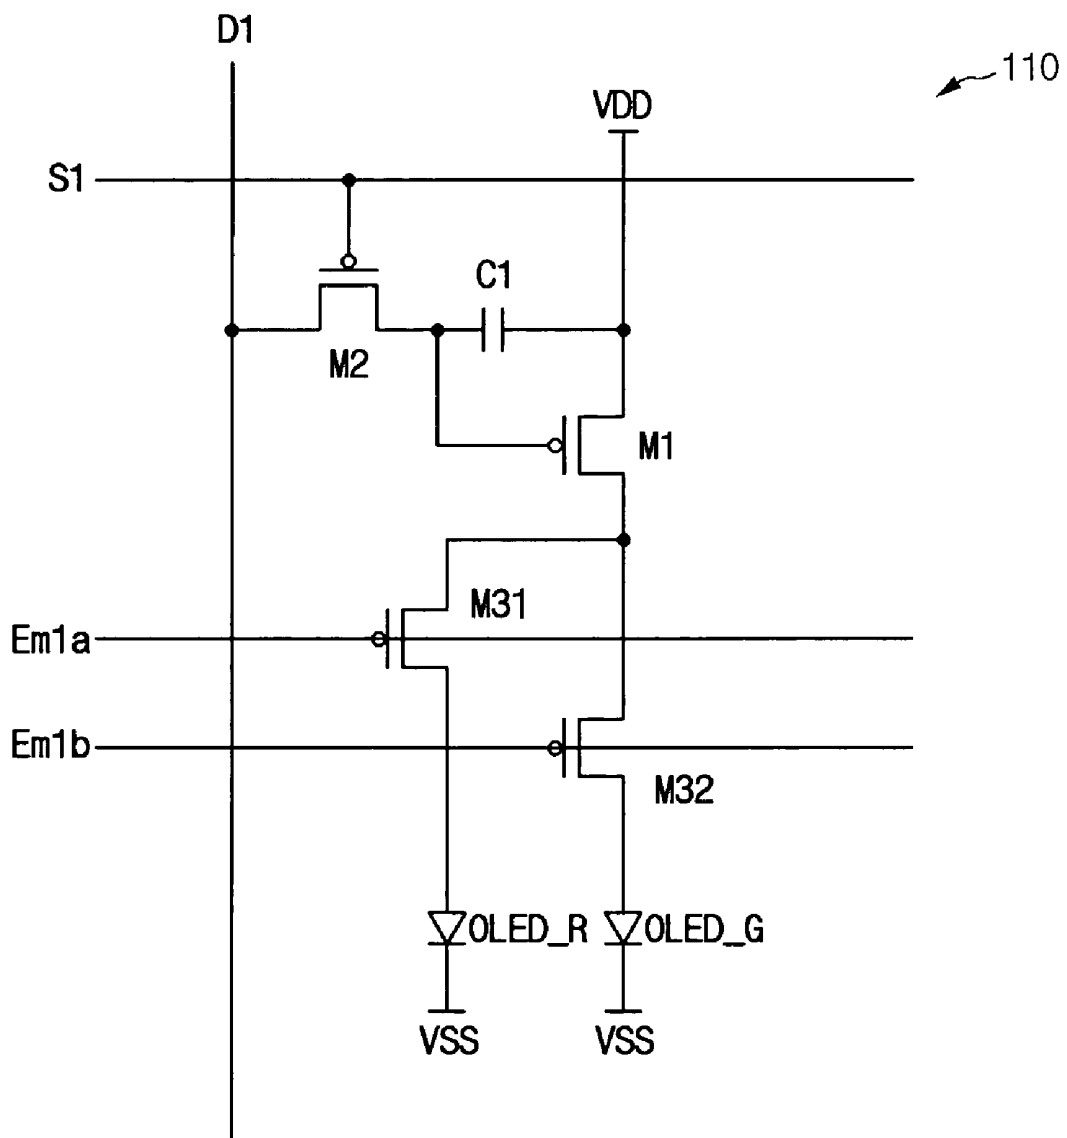 D1
110
VDD
S1
C1
M2
M1
M31
Em1a
Em1b
M32
OLED_R
OLED_G
VSS
VSS